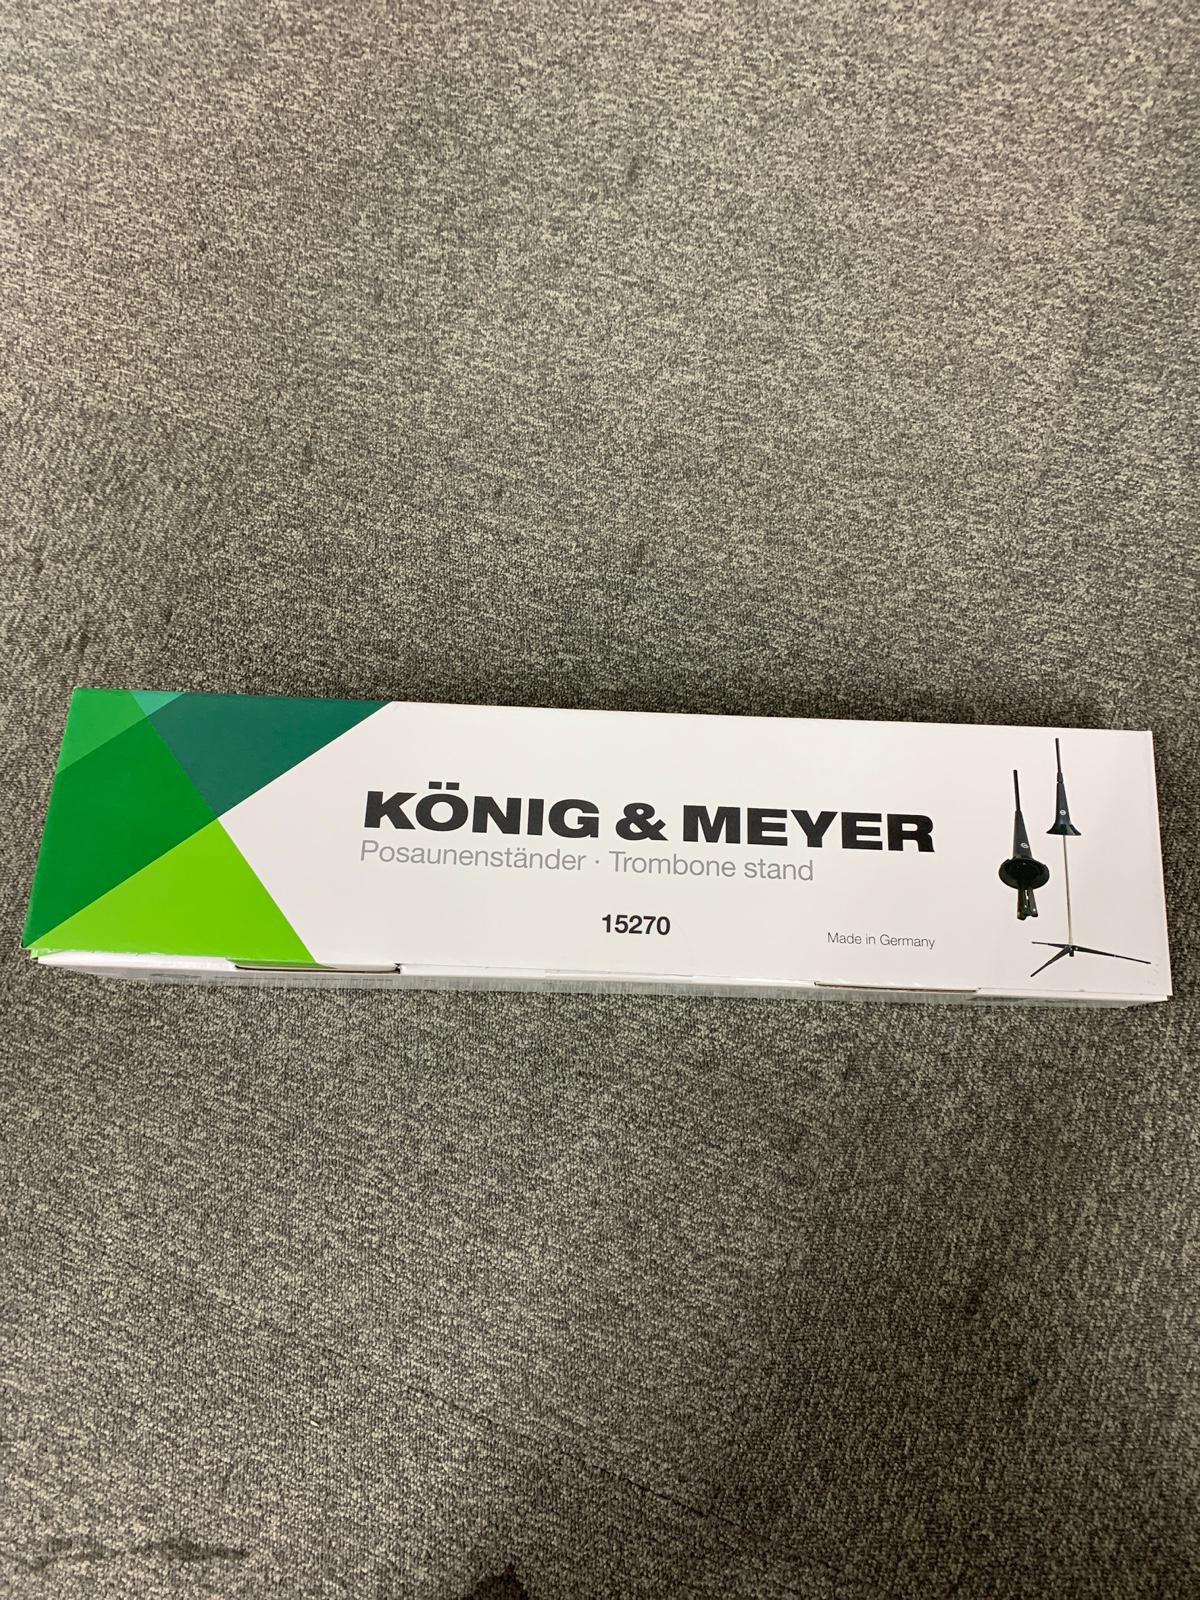 KÖNIG & MEYER
Posaunenständer · Trombone stand
15270
Made in Germany